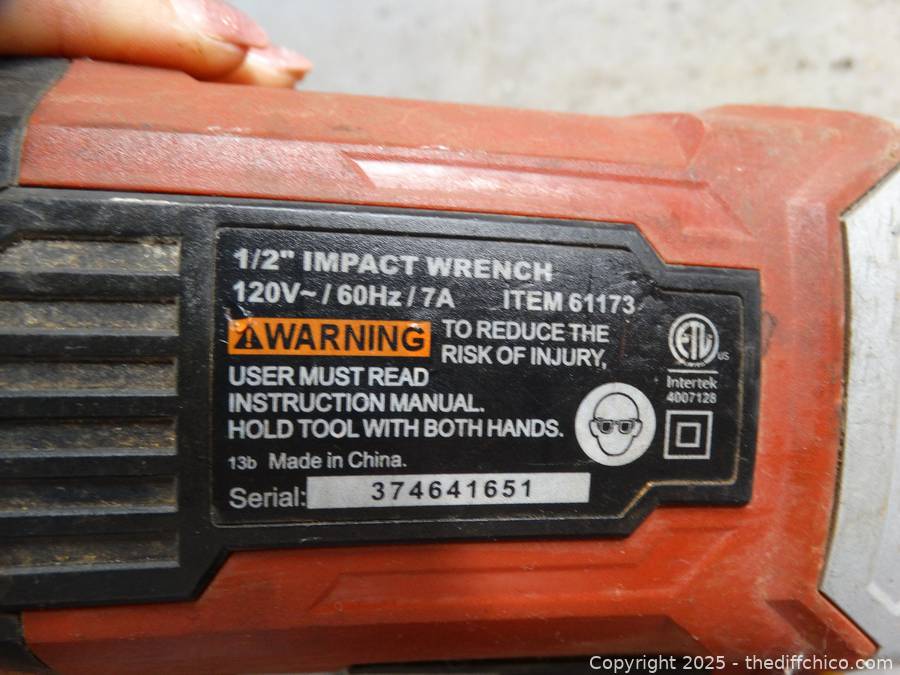 1/2" IMPACT WRENCH
120V~ / 60Hz / 7A ITEM 61173
WARNING TO REDUCE THE
RISK OF INJURY,
USER MUST READ
INSTRUCTION MANUAL.
HOLD TOOL WITH BOTH HANDS.
13b Made in China.
Serial: 374641651
ETL US
Intertek
4007128
Copyright 2025 - thediffchico.com